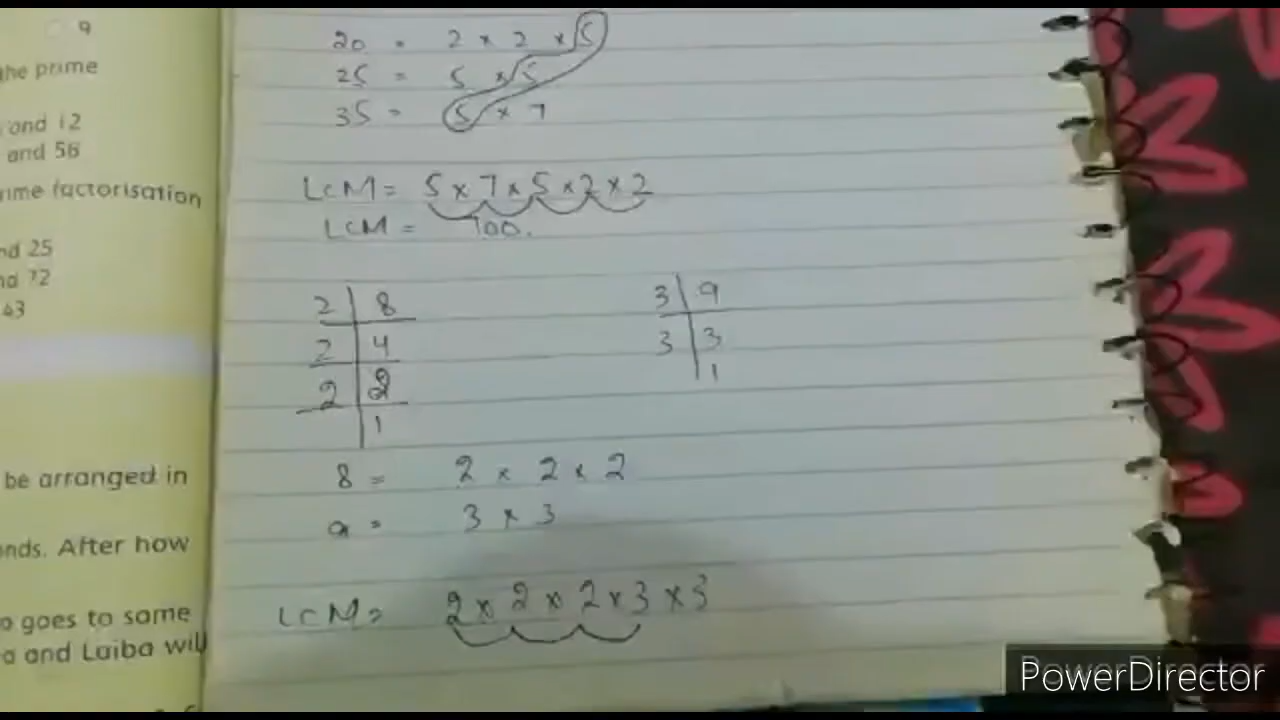 9
the prime
and 12
and 56
rime factorisation
nd 25
nd 72
43
be arranged in
onds. After how
o goes to some
a and Laiba will
20 = 2 × 2 × 5
25 = 5 × 5
35 = 5 × 7
LCM = 5 × 7 × 5 × 2 × 2
LCM = 700.
2 | 8
2 | 4
2 | 2
1
3 | 9
3 | 3
1
8 = 2 × 2 × 2
9 = 3 × 3
LCM = 2 × 2 × 2 × 3 × 3
PowerDirector